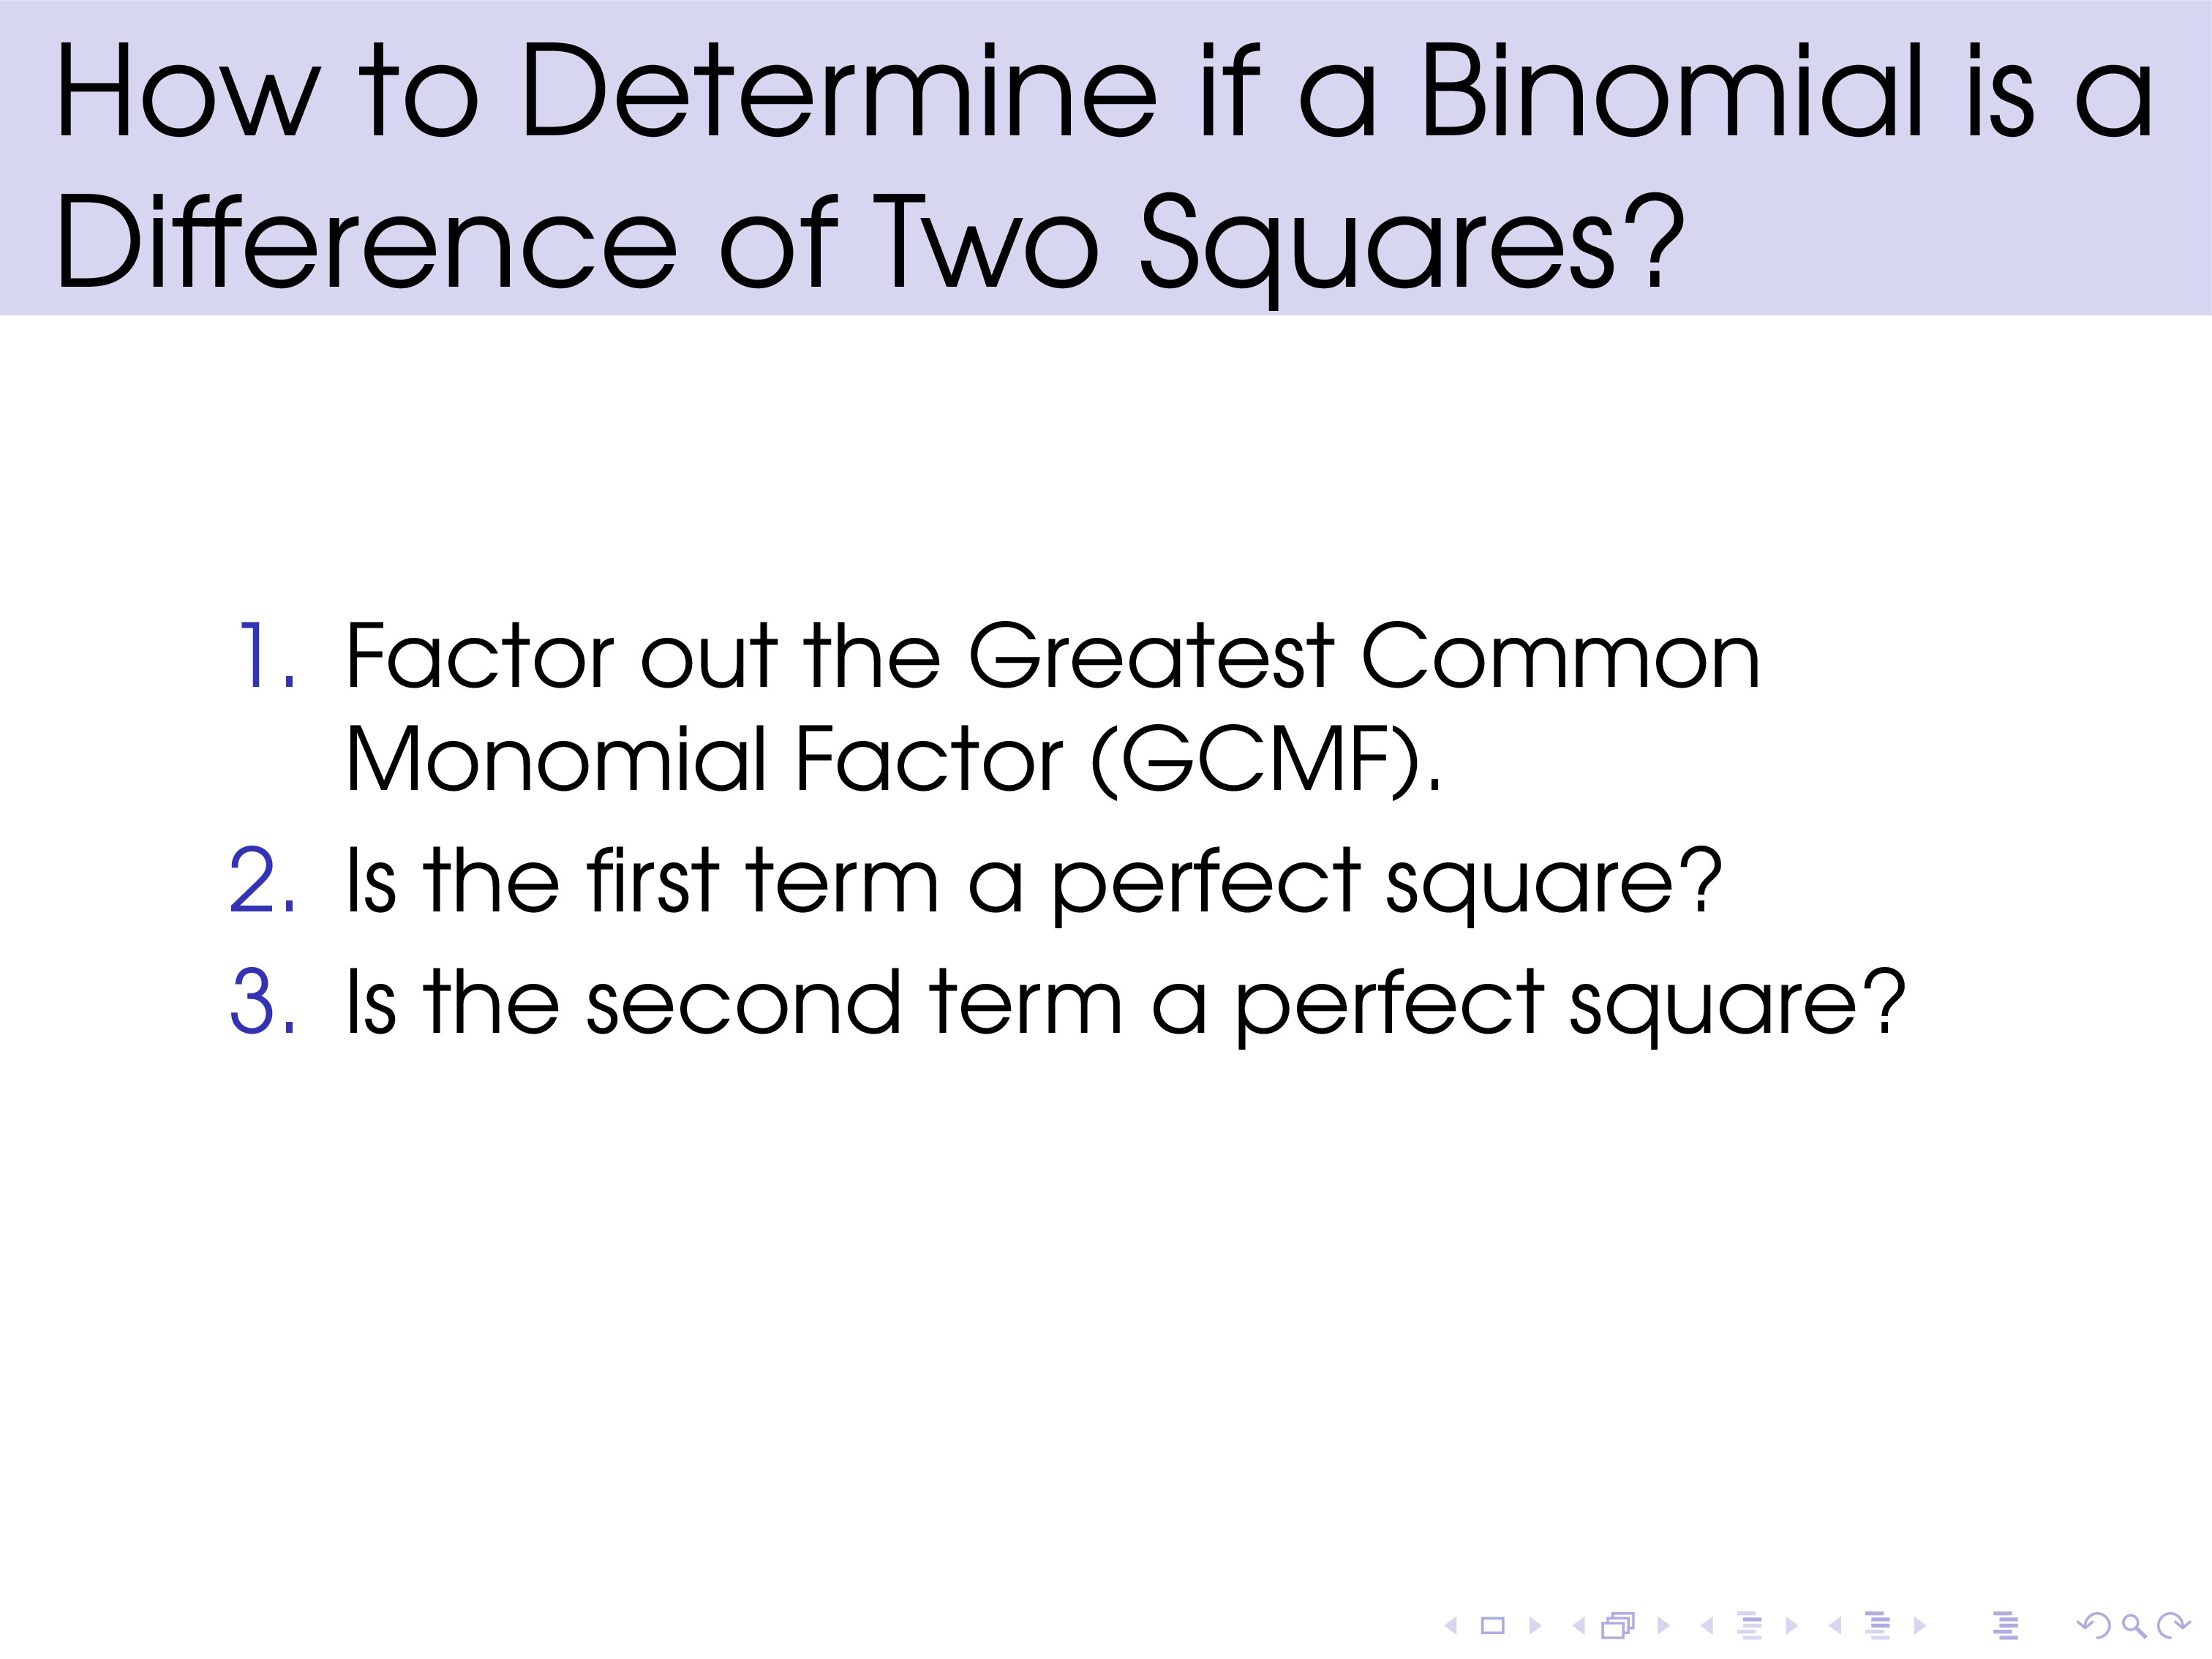 How to Determine if a Binomial is a
Difference of Two Squares?
1. Factor out the Greatest Common
Monomial Factor (GCMF).
2. Is the first term a perfect square?
3. Is the second term a perfect square?